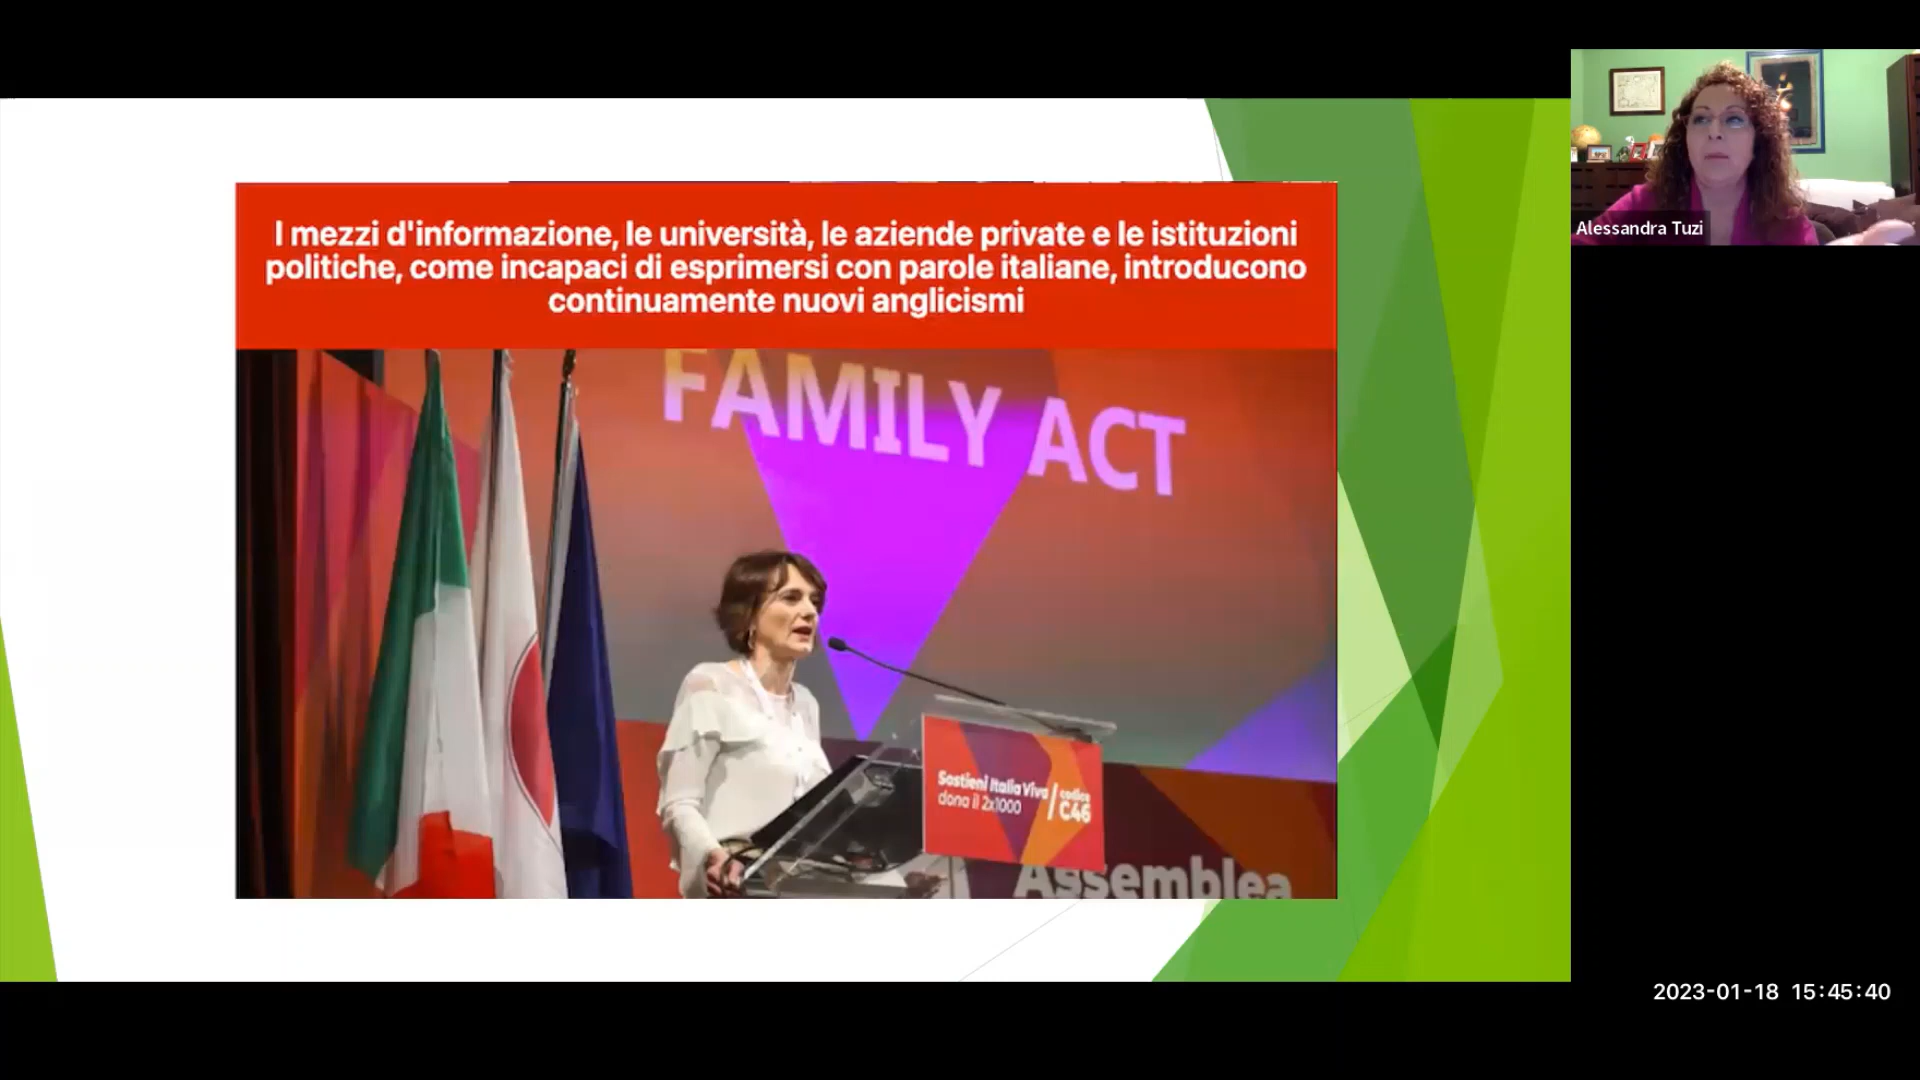 I mezzi d'informazione, le università, le aziende private e le istituzioni
politiche, come incapaci di esprimersi con parole italiane, introducono
continuamente nuovi anglicismi
FAMILY ACT
Sostieni Italia Viva / codice
dona il 2x1000 C46
Assemblea
Alessandra Tuzi
2023-01-18 15:45:40